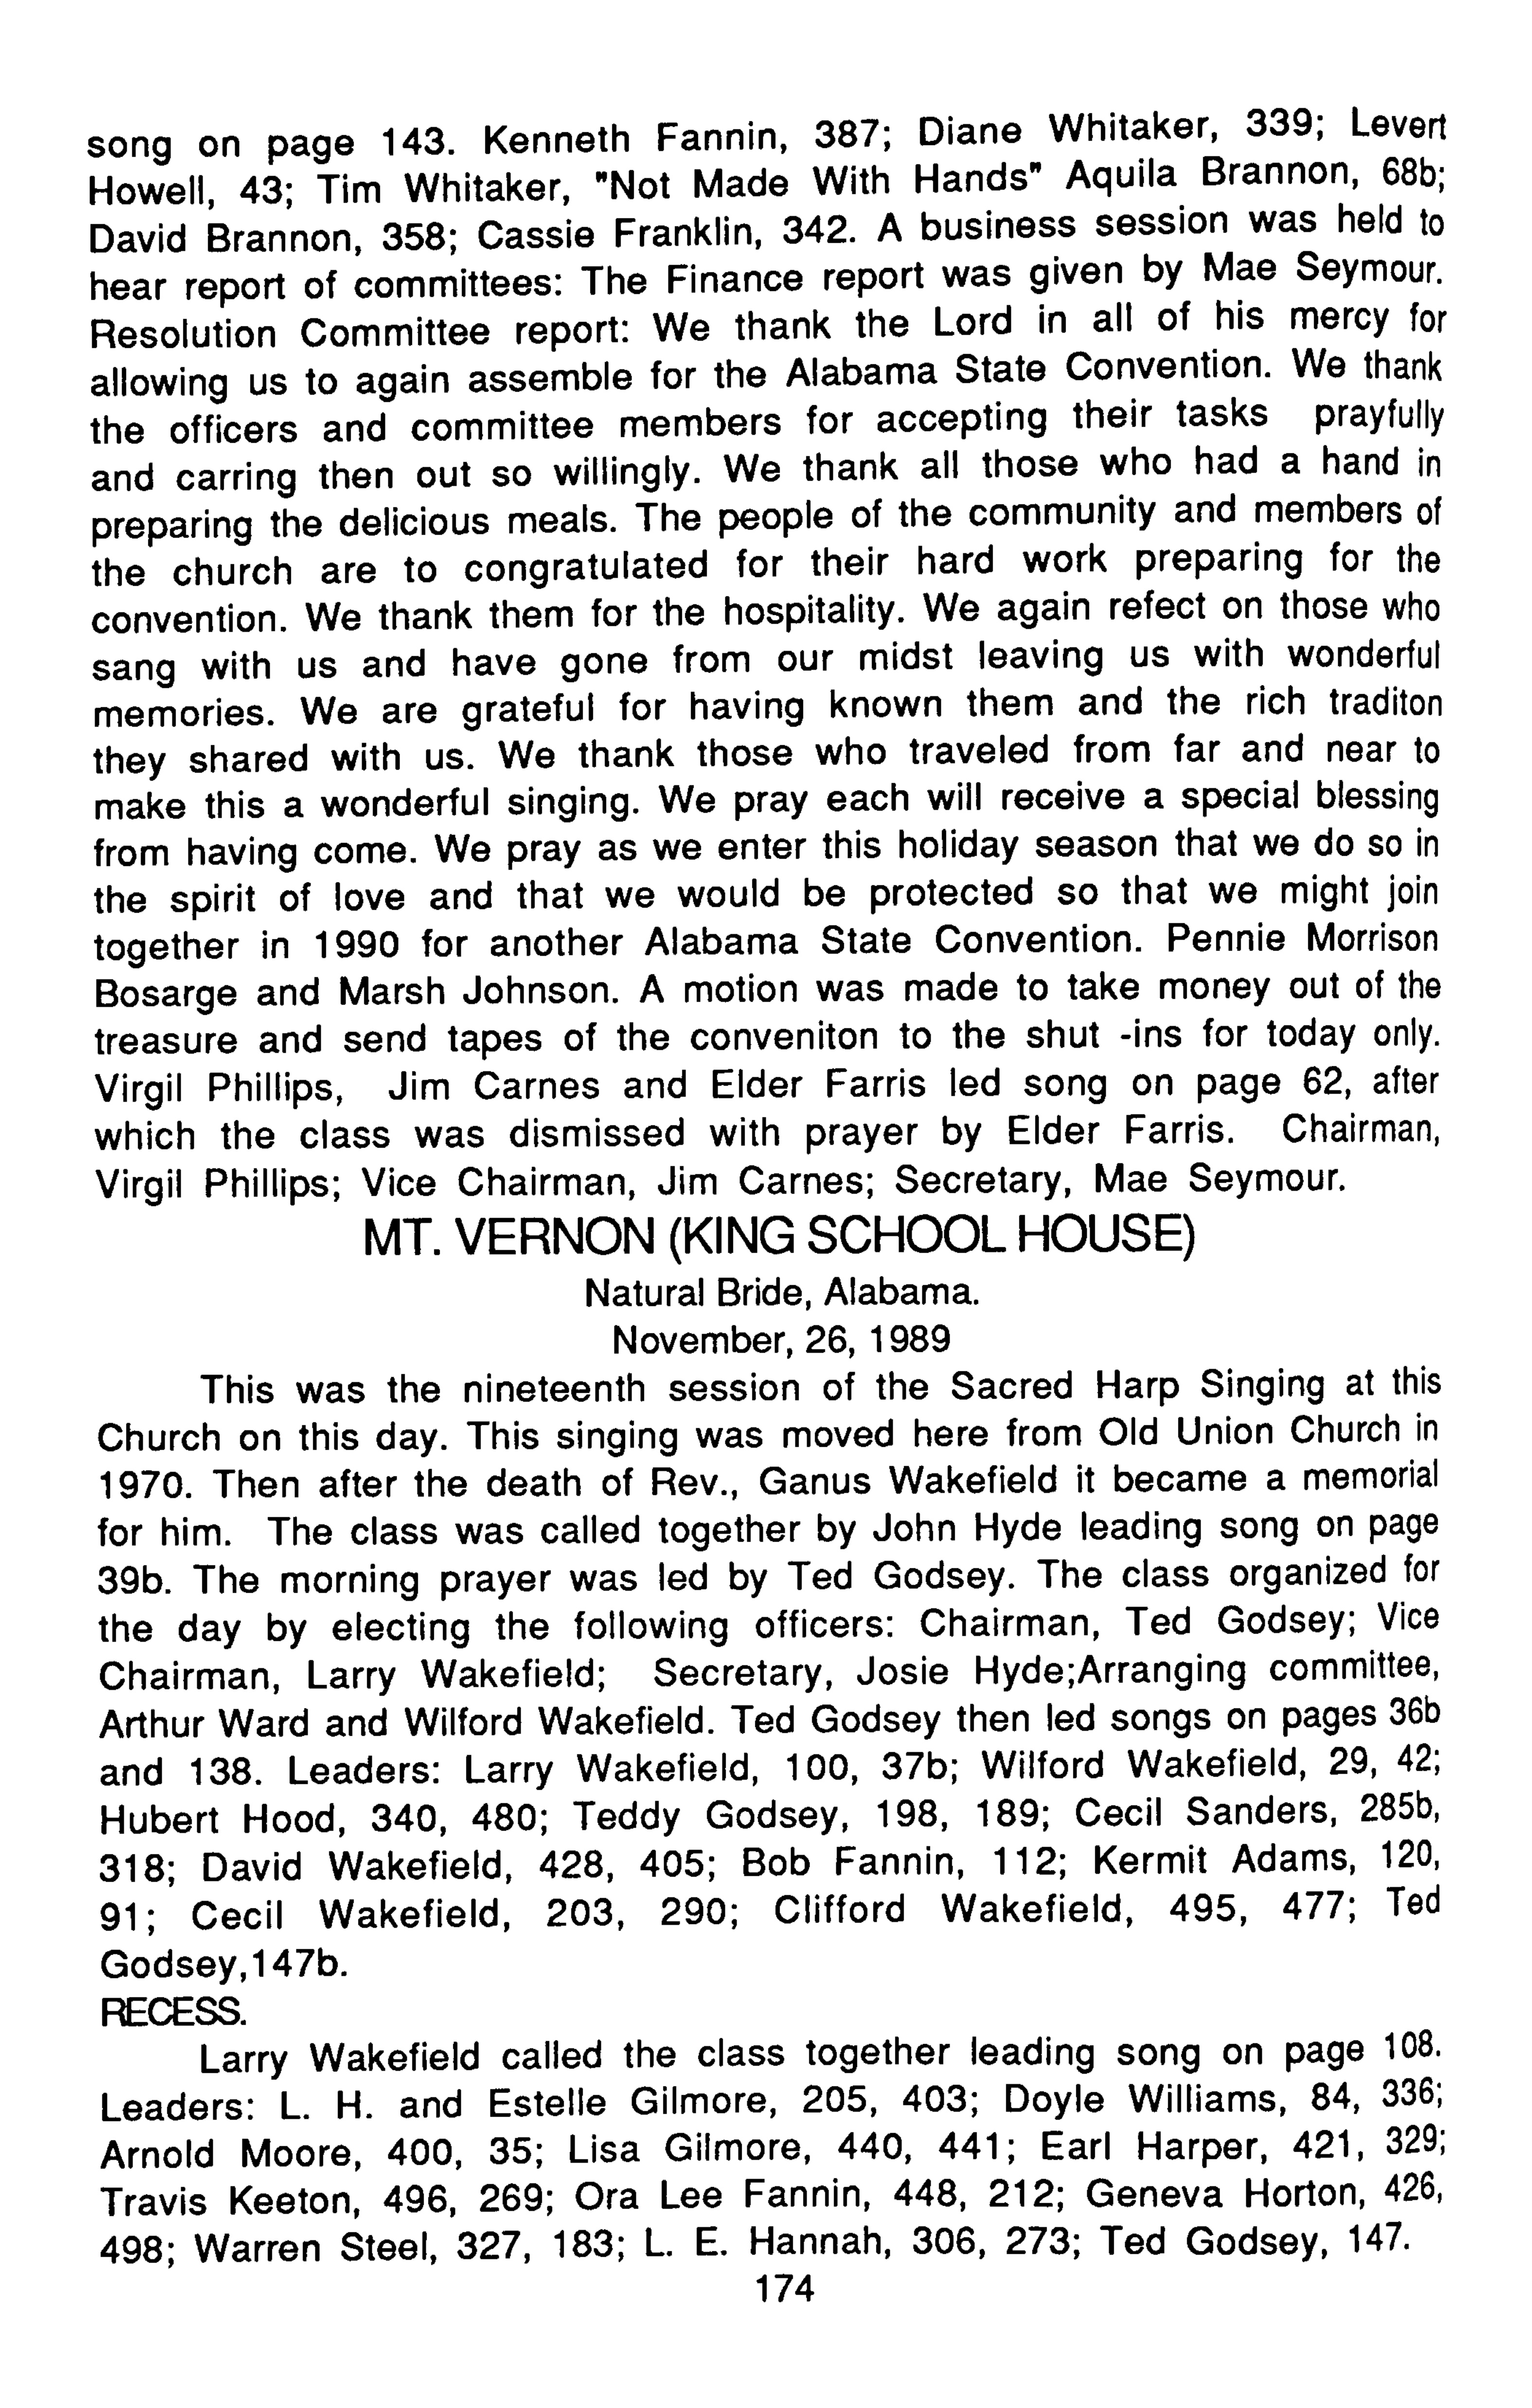 song on page 143. Kenneth Fannin, 387; Diane Whitaker, 339; Levert
Howell, 43; Tim Whitaker, "Not Made With Hands" Aquila Brannon, 68b;
David Brannon, 358; Cassie Franklin, 342. A business session was held to
hear report of committees: The Finance report was given by Mae Seymour.
Resolution Committee report: We thank the Lord in all of his mercy for
allowing us to again assemble for the Alabama State Convention. We thank
the officers and committee members for accepting their tasks prayfully
and carring then out so willingly. We thank all those who had a hand in
preparing the delicious meals. The people of the community and members of
the church are to congratulated for their hard work preparing for the
convention. We thank them for the hospitality. We again refect on those who
sang with us and have gone from our midst leaving us with wonderful
memories. We are grateful for having known them and the rich traditon
they shared with us. We thank those who traveled from far and near to
make this a wonderful singing. We pray each will receive a special blessing
from having come. We pray as we enter this holiday season that we do so in
the spirit of love and that we would be protected so that we might join
together in 1990 for another Alabama State Convention. Pennie Morrison
Bosarge and Marsh Johnson. A motion was made to take money out of the
treasure and send tapes of the conveniton to the shut -ins for today only.
Virgil Phillips, Jim Carnes and Elder Farris led song on page 62, after
which the class was dismissed with prayer by Elder Farris. Chairman,
Virgil Phillips; Vice Chairman, Jim Carnes; Secretary, Mae Seymour.
MT. VERNON (KING SCHOOL HOUSE)
Natural Bride, Alabama.
November, 26, 1989
This was the nineteenth session of the Sacred Harp Singing at this
Church on this day. This singing was moved here from Old Union Church in
1970. Then after the death of Rev., Ganus Wakefield it became a memorial
for him. The class was called together by John Hyde leading song on page
39b. The morning prayer was led by Ted Godsey. The class organized for
the day by electing the following officers: Chairman, Ted Godsey; Vice
Chairman, Larry Wakefield; Secretary, Josie Hyde;Arranging committee,
Arthur Ward and Wilford Wakefield. Ted Godsey then led songs on pages 36b
and 138. Leaders: Larry Wakefield, 100, 37b; Wilford Wakefield, 29, 42;
Hubert Hood, 340, 480; Teddy Godsey, 198, 189; Cecil Sanders, 285b,
318; David Wakefield, 428, 405; Bob Fannin, 112; Kermit Adams, 120,
91; Cecil Wakefield, 203, 290; Clifford Wakefield, 495, 477; Ted
Godsey,147b.
RECESS.
Larry Wakefield called the class together leading song on page 108.
Leaders: L. H. and Estelle Gilmore, 205, 403; Doyle Williams, 84, 336;
Arnold Moore, 400, 35; Lisa Gilmore, 440, 441; Earl Harper, 421, 329;
Travis Keeton, 496, 269; Ora Lee Fannin, 448, 212; Geneva Horton, 426,
498; Warren Steel, 327, 183; L. E. Hannah, 306, 273; Ted Godsey, 147.
174